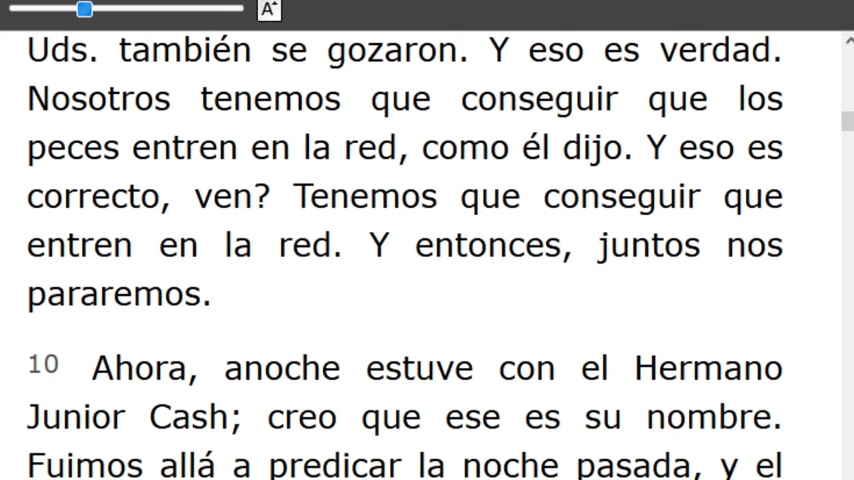 A
Uds. también se gozaron. Y eso es verdad.
Nosotros tenemos que conseguir que los
peces entren en la red, como él dijo. Y eso es
correcto, ven? Tenemos que conseguir que
entren en la red. Y entonces, juntos nos
pararemos.
10 Ahora, anoche estuve con el Hermano
Junior Cash; creo que ese es su nombre.
Fuimos allá a predicar la noche pasada, y el